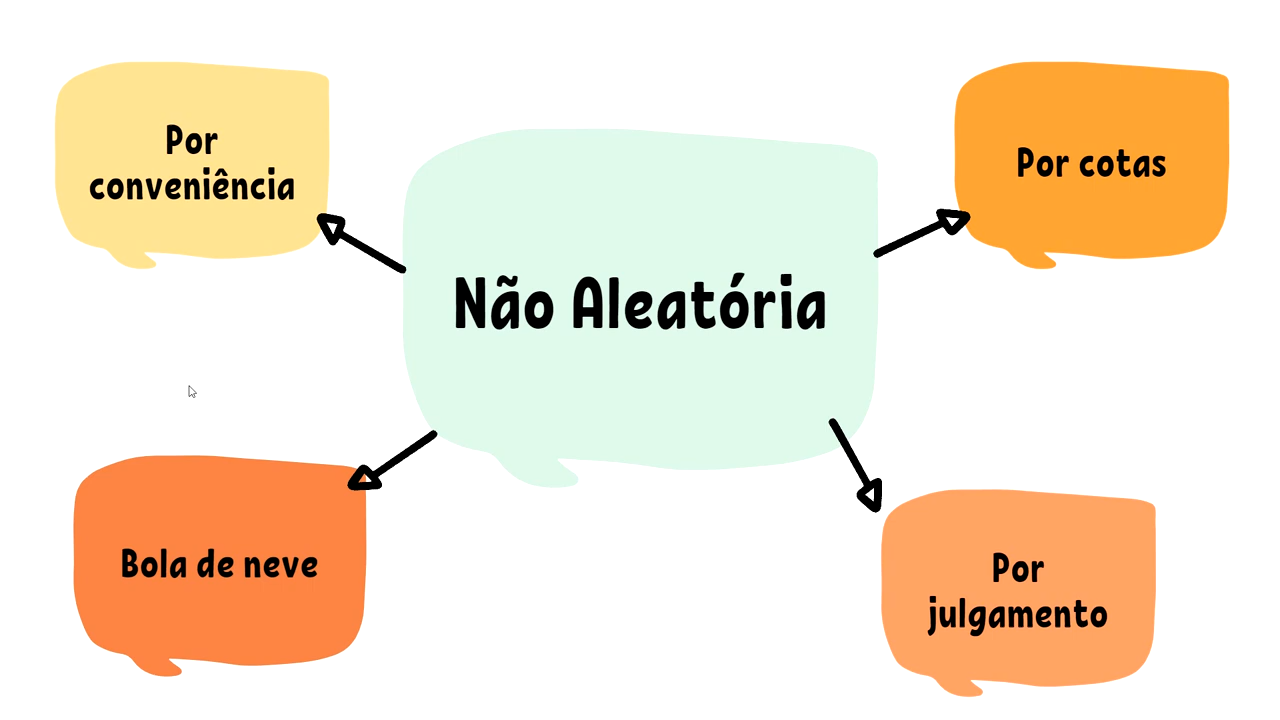 Por
conveniência
Por cotas
Não Aleatória
Bola de neve
Por
julgamento